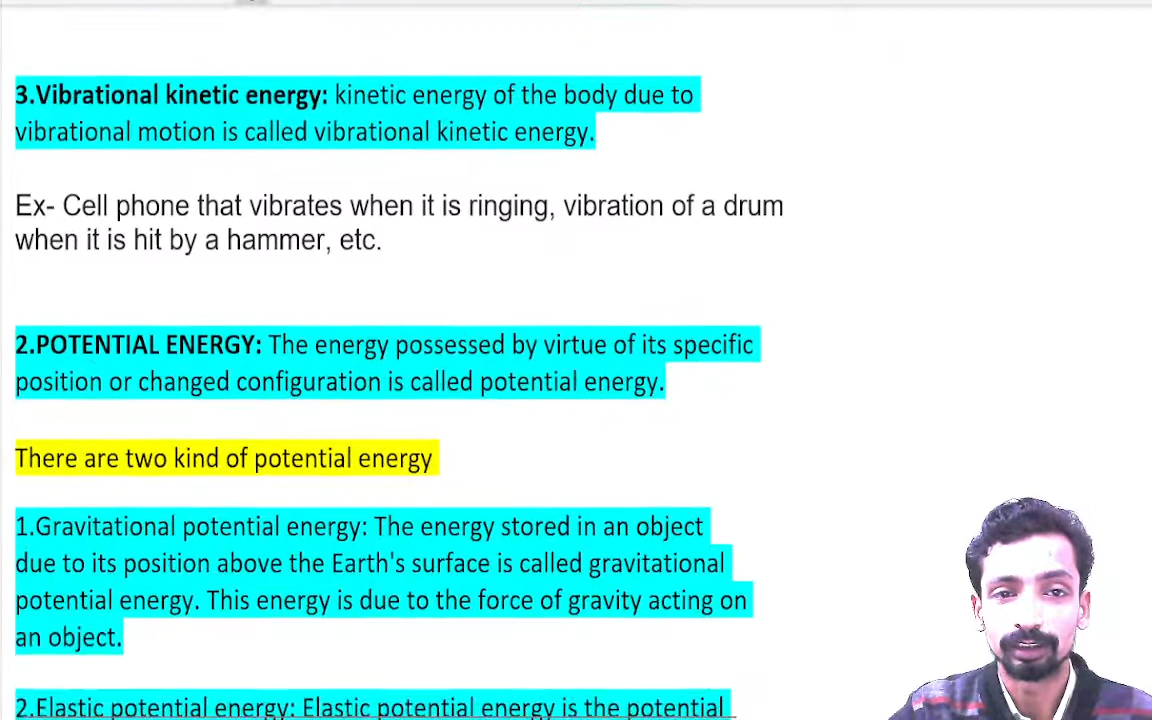 3.Vibrational kinetic energy: kinetic energy of the body due to
vibrational motion is called vibrational kinetic energy.
Ex- Cell phone that vibrates when it is ringing, vibration of a drum
when it is hit by a hammer, etc.
2.POTENTIAL ENERGY: The energy possessed by virtue of its specific
position or changed configuration is called potential energy.
There are two kind of potential energy
1.Gravitational potential energy: The energy stored in an object
due to its position above the Earth's surface is called gravitational
potential energy. This energy is due to the force of gravity acting on
an object.
2.Elastic potential energy: Elastic potential energy is the potential